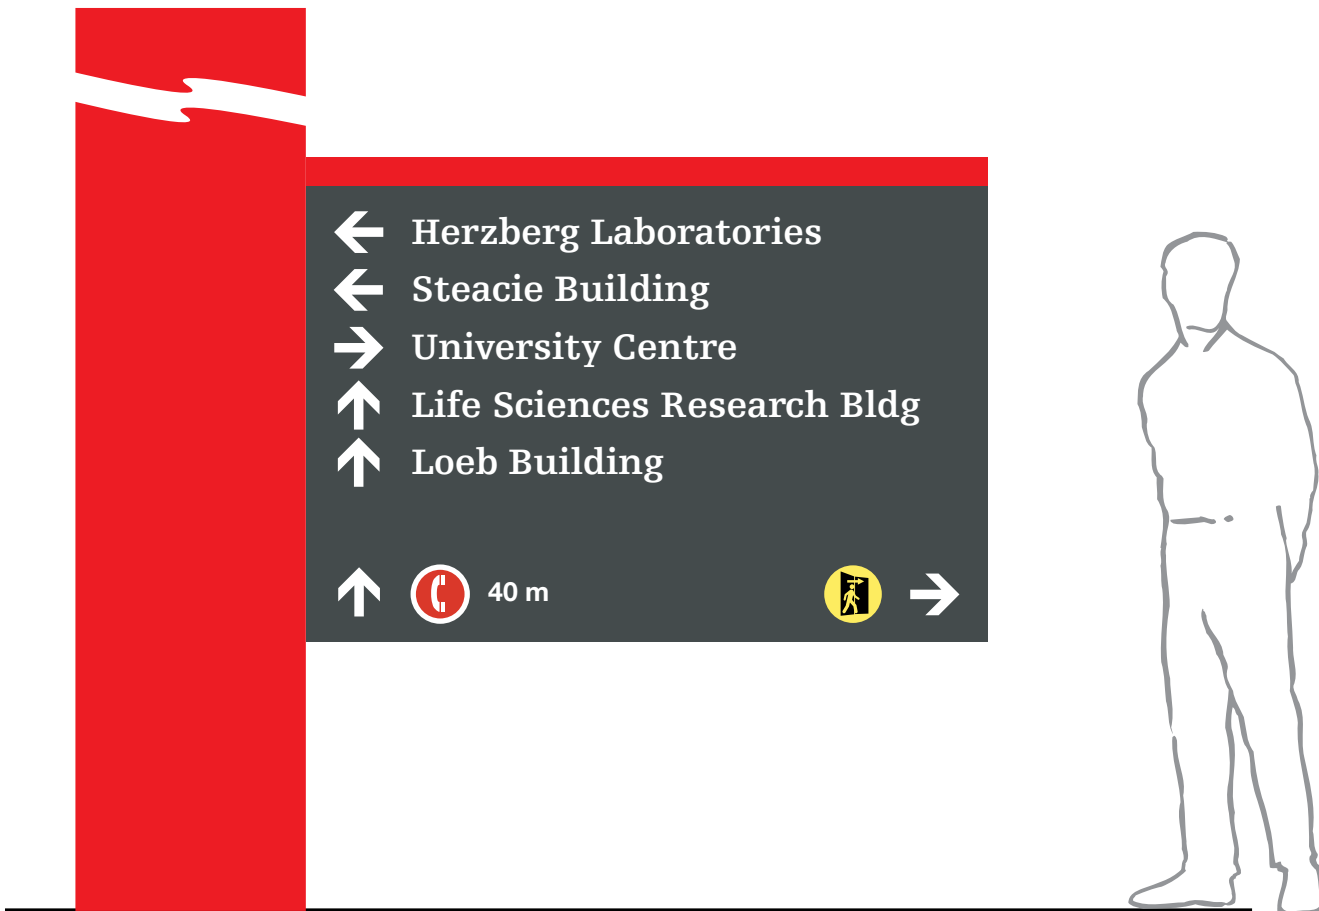 Herzberg Laboratories
Steacie Building
University Centre
Life Sciences Research Bldg
Loeb Building
40 m